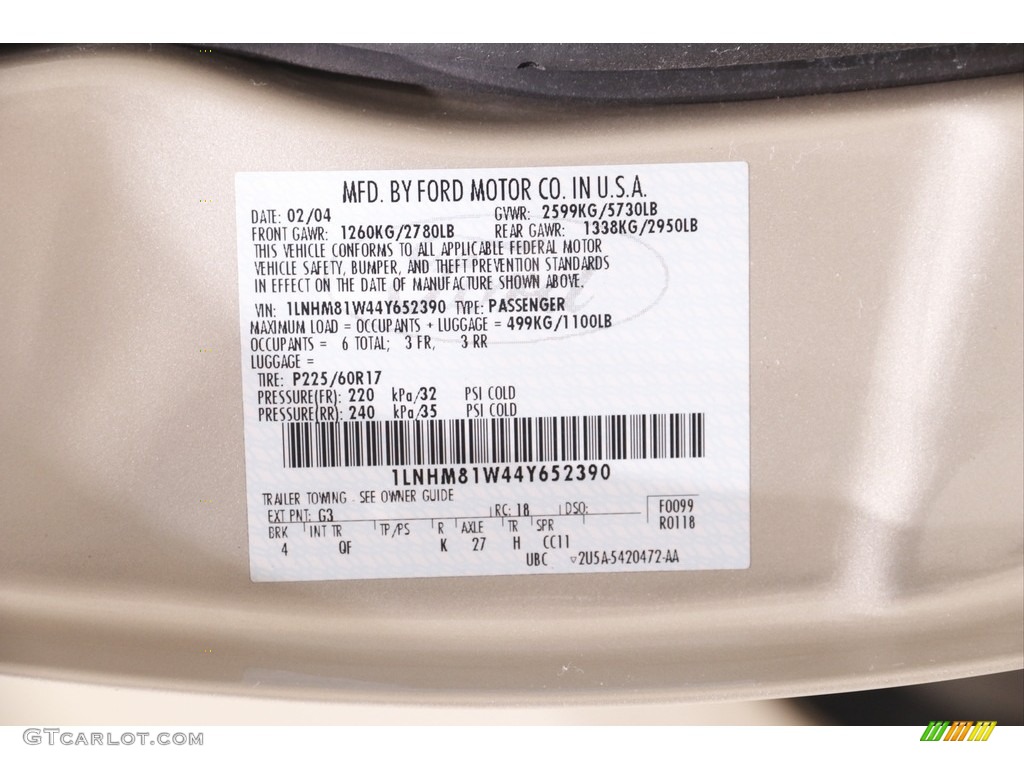 MFD. BY FORD MOTOR CO. IN U.S.A.
DATE: 02/04 GVWR: 2599KG/5730LB
FRONT GAWR: 1260KG/2780LB REAR GAWR: 1338KG/2950LB
THIS VEHICLE CONFORMS TO ALL APPLICABLE FEDERAL MOTOR
VEHICLE SAFETY, BUMPER, AND THEFT PREVENTION STANDARDS
IN EFFECT ON THE DATE OF MANUFACTURE SHOWN ABOVE.
VIN: 1LNHM81W44Y652390 TYPE: PASSENGER
MAXIMUM LOAD = OCCUPANTS + LUGGAGE = 499KG/1100LB
OCCUPANTS = 6 TOTAL; 3 FR, 3 RR
LUGGAGE =
TIRE: P225/60R17
PRESSURE(FR): 220 kPa/32 PSI COLD
PRESSURE(RR): 240 kPa/35 PSI COLD
1LNHM81W44Y652390
TRAILER TOWING - SEE OWNER GUIDE
EXT PNT: G3 RC: 18 DSO: F0099
R0118
BRK INT TR TP/PS R AXLE TR SPR
4 QF K 27 H CC11
UBC ▽2U5A-5420472-AA
GTcarlot.com